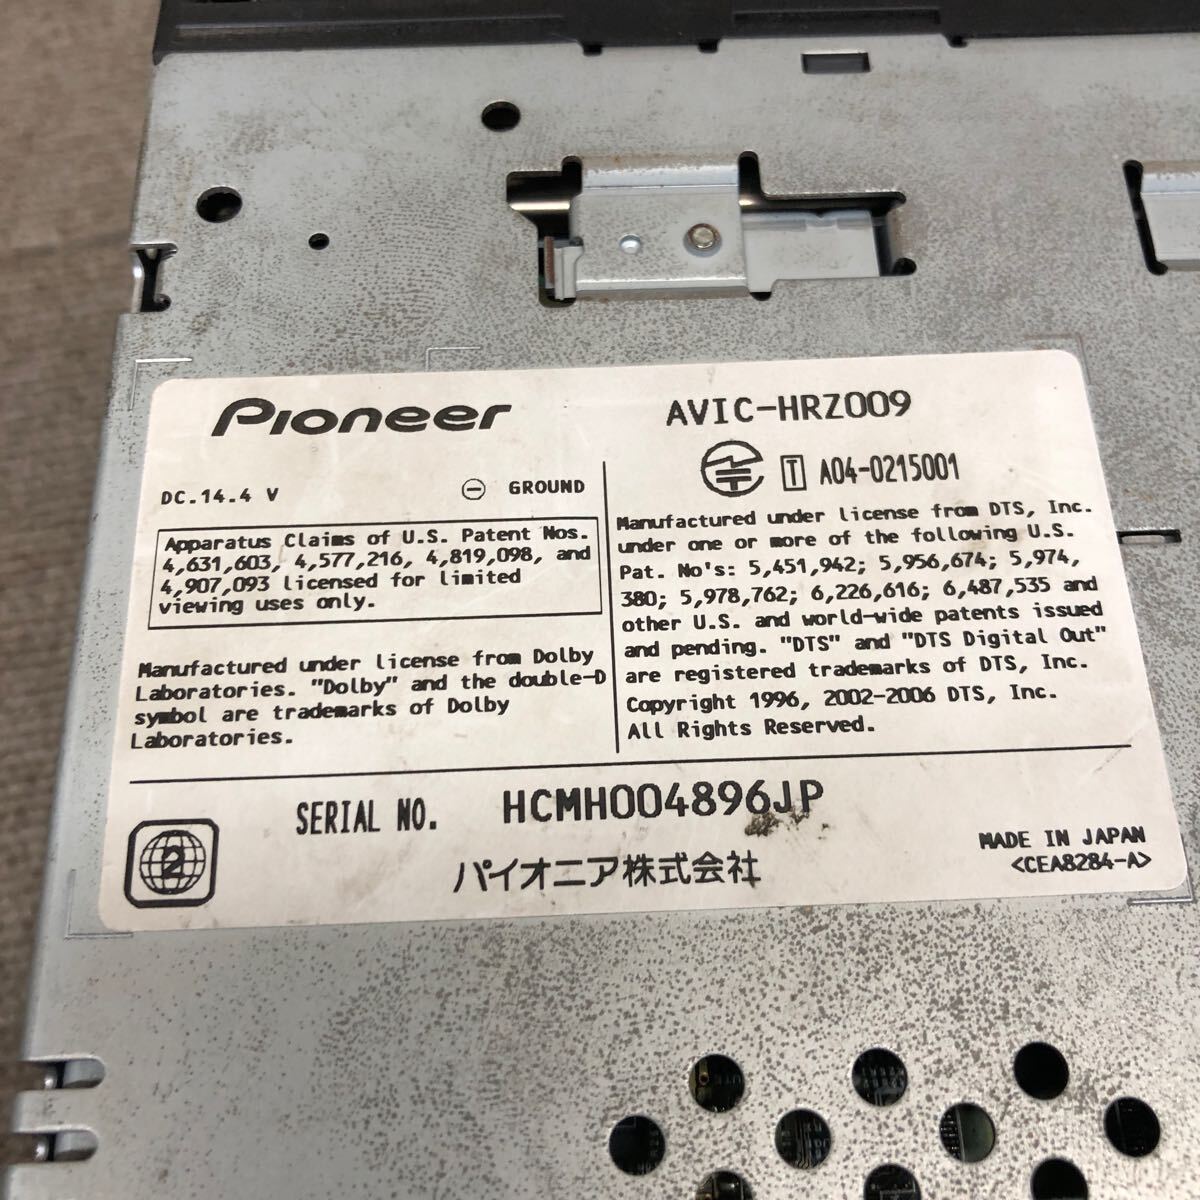 Pioneer
AVIC-HRZ009
T A04-0215001
DC.14.4 V
GROUND
Apparatus Claims of U.S. Patent Nos.
4,631,603, 4,577,216, 4,819,098, and
4,907,093 licensed for limited
viewing uses only.
Manufactured under license from Dolby
Laboratories. "Dolby" and the double-D
symbol are trademarks of Dolby
Laboratories.
Manufactured under license from DTS, Inc.
under one or more of the following U.S.
Pat. No's: 5,451,942; 5,956,674; 5,974,
380; 5,978,762; 6,226,616; 6,487,535 and
other U.S. and world-wide patents issued
and pending. "DTS" and "DTS Digital Out"
are registered trademarks of DTS, Inc.
Copyright 1996, 2002-2006 DTS, Inc.
All Rights Reserved.
SERIAL NO. HCMH004896JP
2
パイオニア株式会社
MADE IN JAPAN
<CEA8284-A>